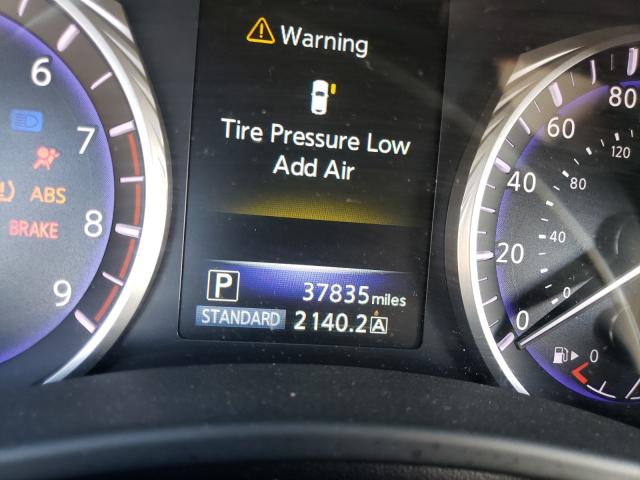 Warning
Tire Pressure Low
Add Air
P
37835 miles
STANDARD 2140.2 A
6
7
8
9
ABS
BRAKE
80
60
40
20
0
120
80
40
0
0